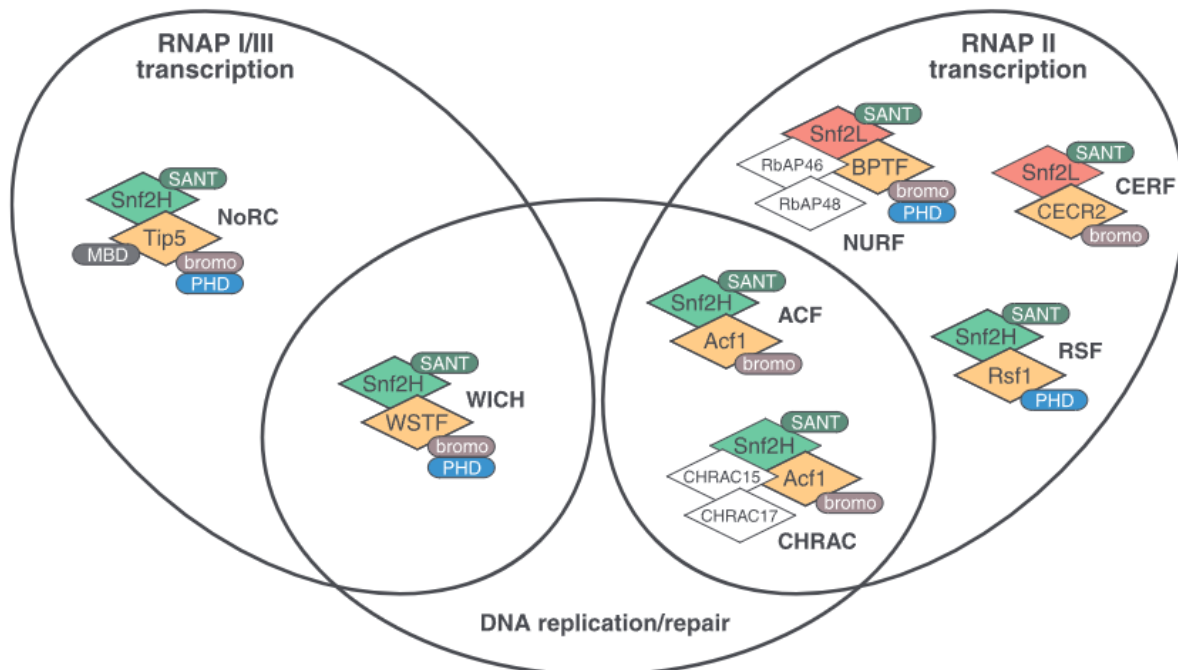 RNAP I/III
transcription
RNAP II
transcription
SANT
Snf2H
NoRC
Tip5
MBD
bromo
PHD
SANT
Snf2L
RbAP46
BPTF
bromo
RbAP48
PHD
NURF
SANT
Snf2L
CERF
CECR2
bromo
SANT
Snf2H
ACF
Acf1
bromo
SANT
Snf2H
RSF
Rsf1
PHD
SANT
Snf2H
WICH
WSTF
bromo
PHD
SANT
Snf2H
CHRAC15
Acf1
bromo
CHRAC17
CHRAC
DNA replication/repair